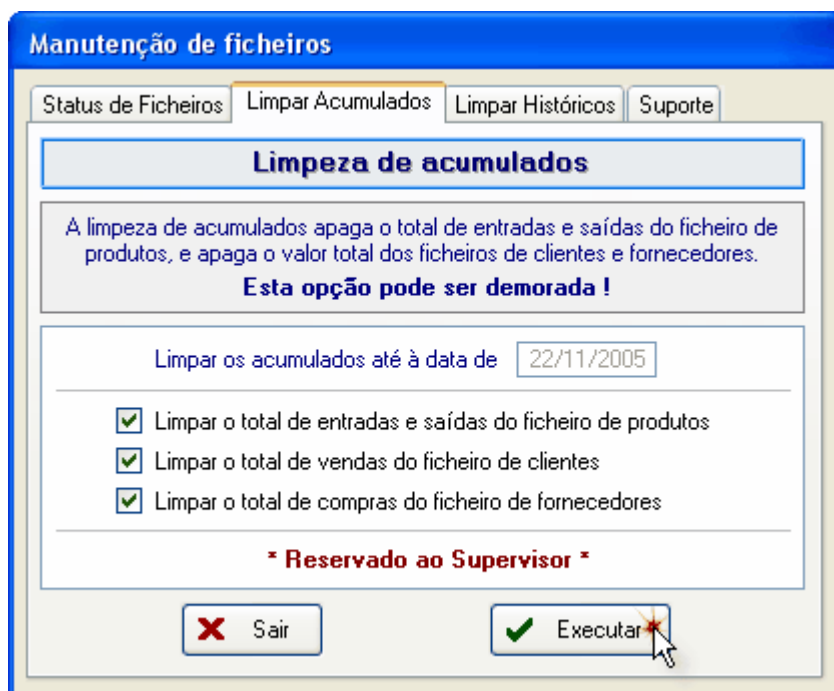 Manutenção de ficheiros
Status de Ficheiros Limpar Acumulados Limpar Históricos Suporte
Limpeza de acumulados
A limpeza de acumulados apaga o total de entradas e saídas do ficheiro de
produtos, e apaga o valor total dos ficheiros de clientes e fornecedores.
Esta opção pode ser demorada !
Limpar os acumulados até à data de 22/11/2005
Limpar o total de entradas e saídas do ficheiro de produtos
Limpar o total de vendas do ficheiro de clientes
Limpar o total de compras do ficheiro de fornecedores
* Reservado ao Supervisor *
Sair Executar